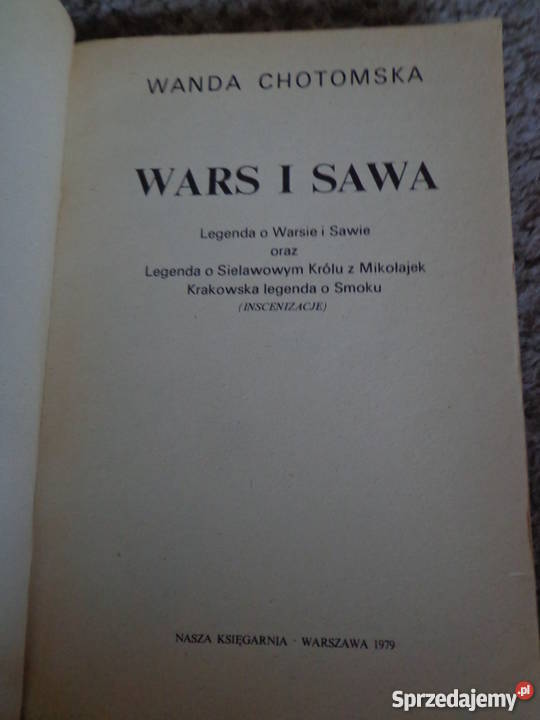 WANDA CHOTOMSKA
WARS I SAWA
Legenda o Warsie i Sawie
oraz
Legenda o Sielawowym Królu z Mikołajek
Krakowska legenda o Smoku
(INSCENIZACJE)
NASZA KSIĘGARNIA · WARSZAWA 1979
Sprzedajemy.pl